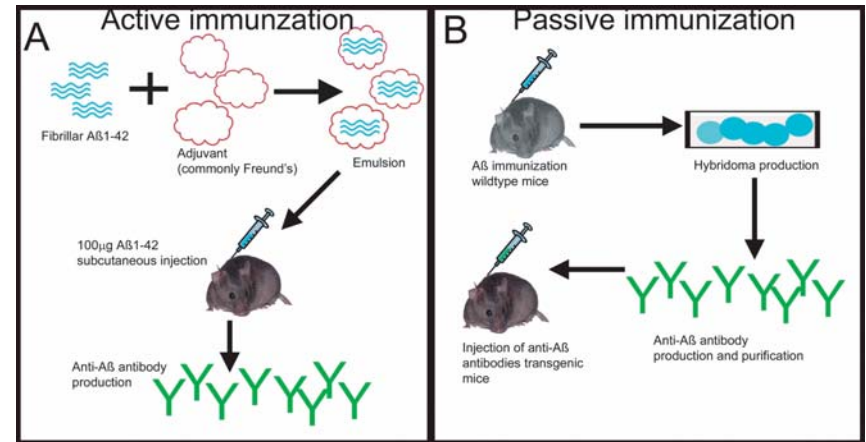 A
Active immunzation
Fibrillar Aß1-42
Adjuvant
(commonly Freund's)
Emulsion
100µg Aß1-42
subcutaneous injection
Anti-Aß antibody
production
B
Passive immunization
Aß immunization
wildtype mice
Hybridoma production
Injection of anti-Aß
antibodies transgenic
mice
Anti-Aß antibody
production and purification